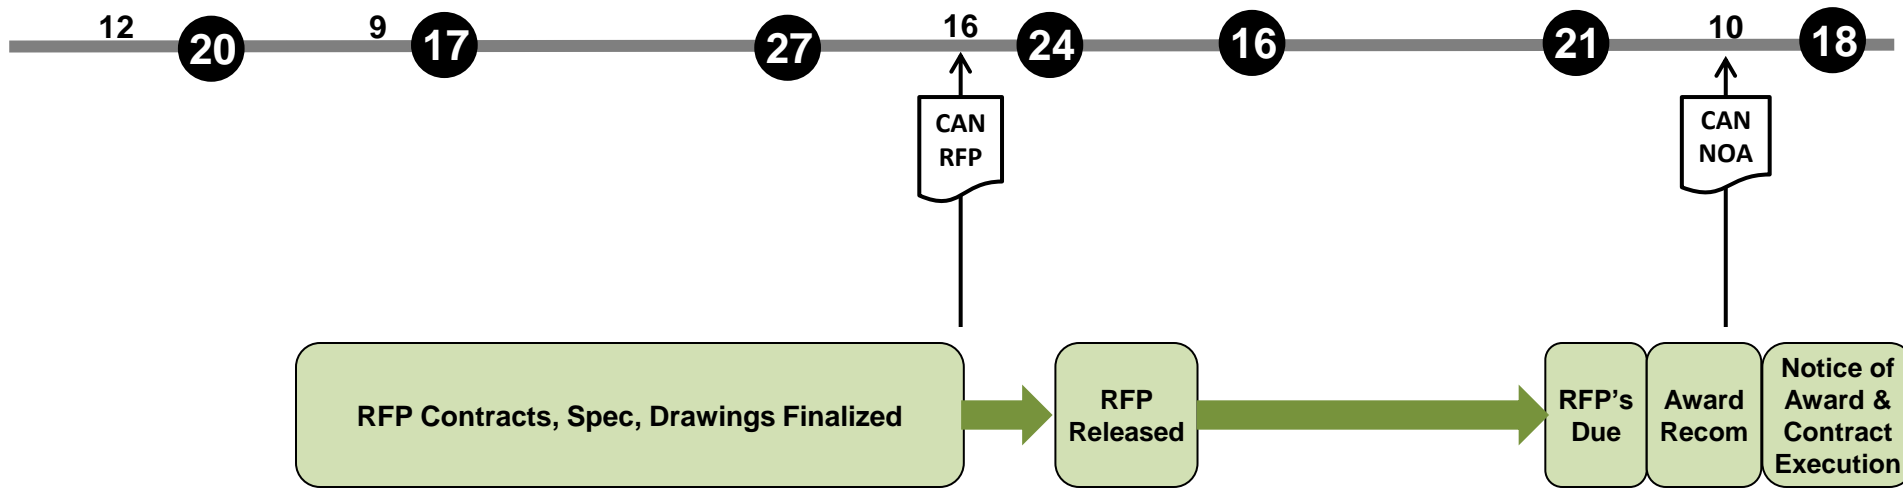 12 20 9 17 27 16 24 16 21 10 18
CAN
RFP
CAN
NOA
RFP Contracts, Spec, Drawings Finalized
RFP
Released
RFP's
Due
Award
Recom
Notice of
Award &
Contract
Execution